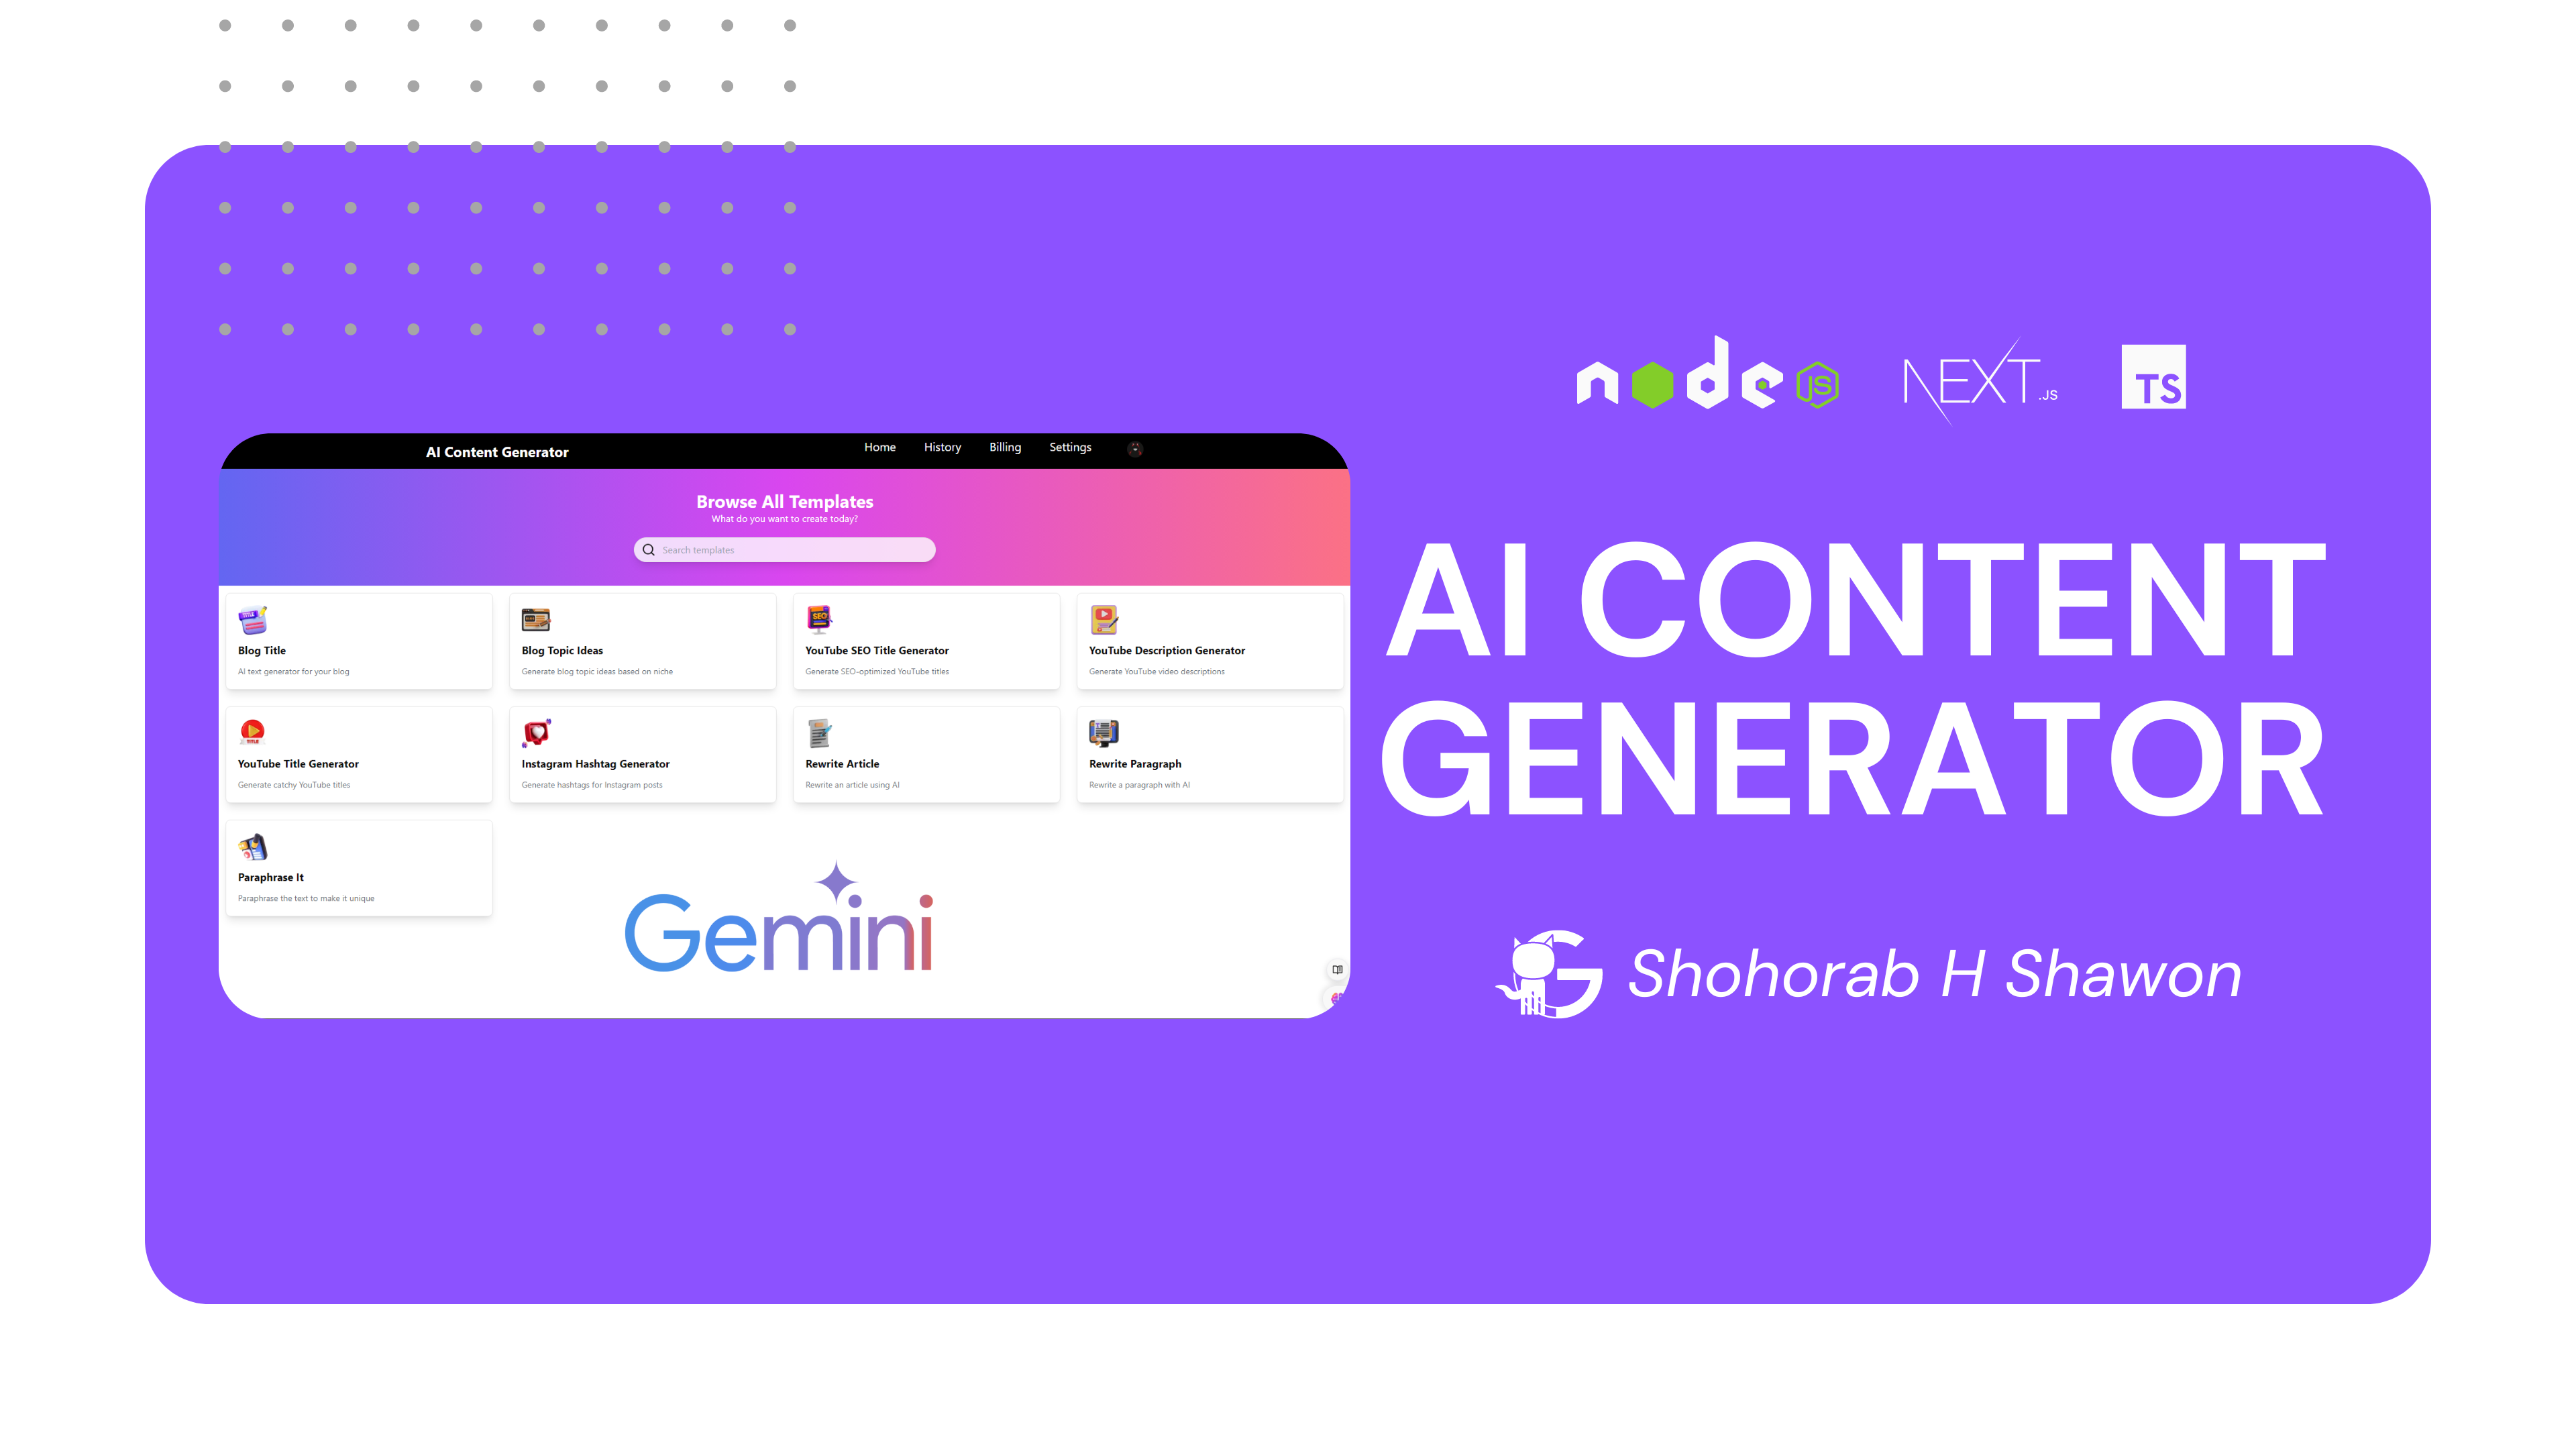 node JS
NEXT.JS
TS
AI Content Generator
Home
History
Billing
Settings
Browse All Templates
What do you want to create today?
Search templates
Blog Title
AI text generator for your blog
Blog Topic Ideas
Generate blog topic ideas based on niche
YouTube SEO Title Generator
Generate SEO-optimized YouTube titles
YouTube Description Generator
Generate YouTube video descriptions
YouTube Title Generator
Generate catchy YouTube titles
Instagram Hashtag Generator
Generate hashtags for Instagram posts
Rewrite Article
Rewrite an article using AI
Rewrite Paragraph
Rewrite a paragraph with AI
Paraphrase It
Paraphrase the text to make it unique
Gemini
AI CONTENT
GENERATOR
Shohorab H Shawon